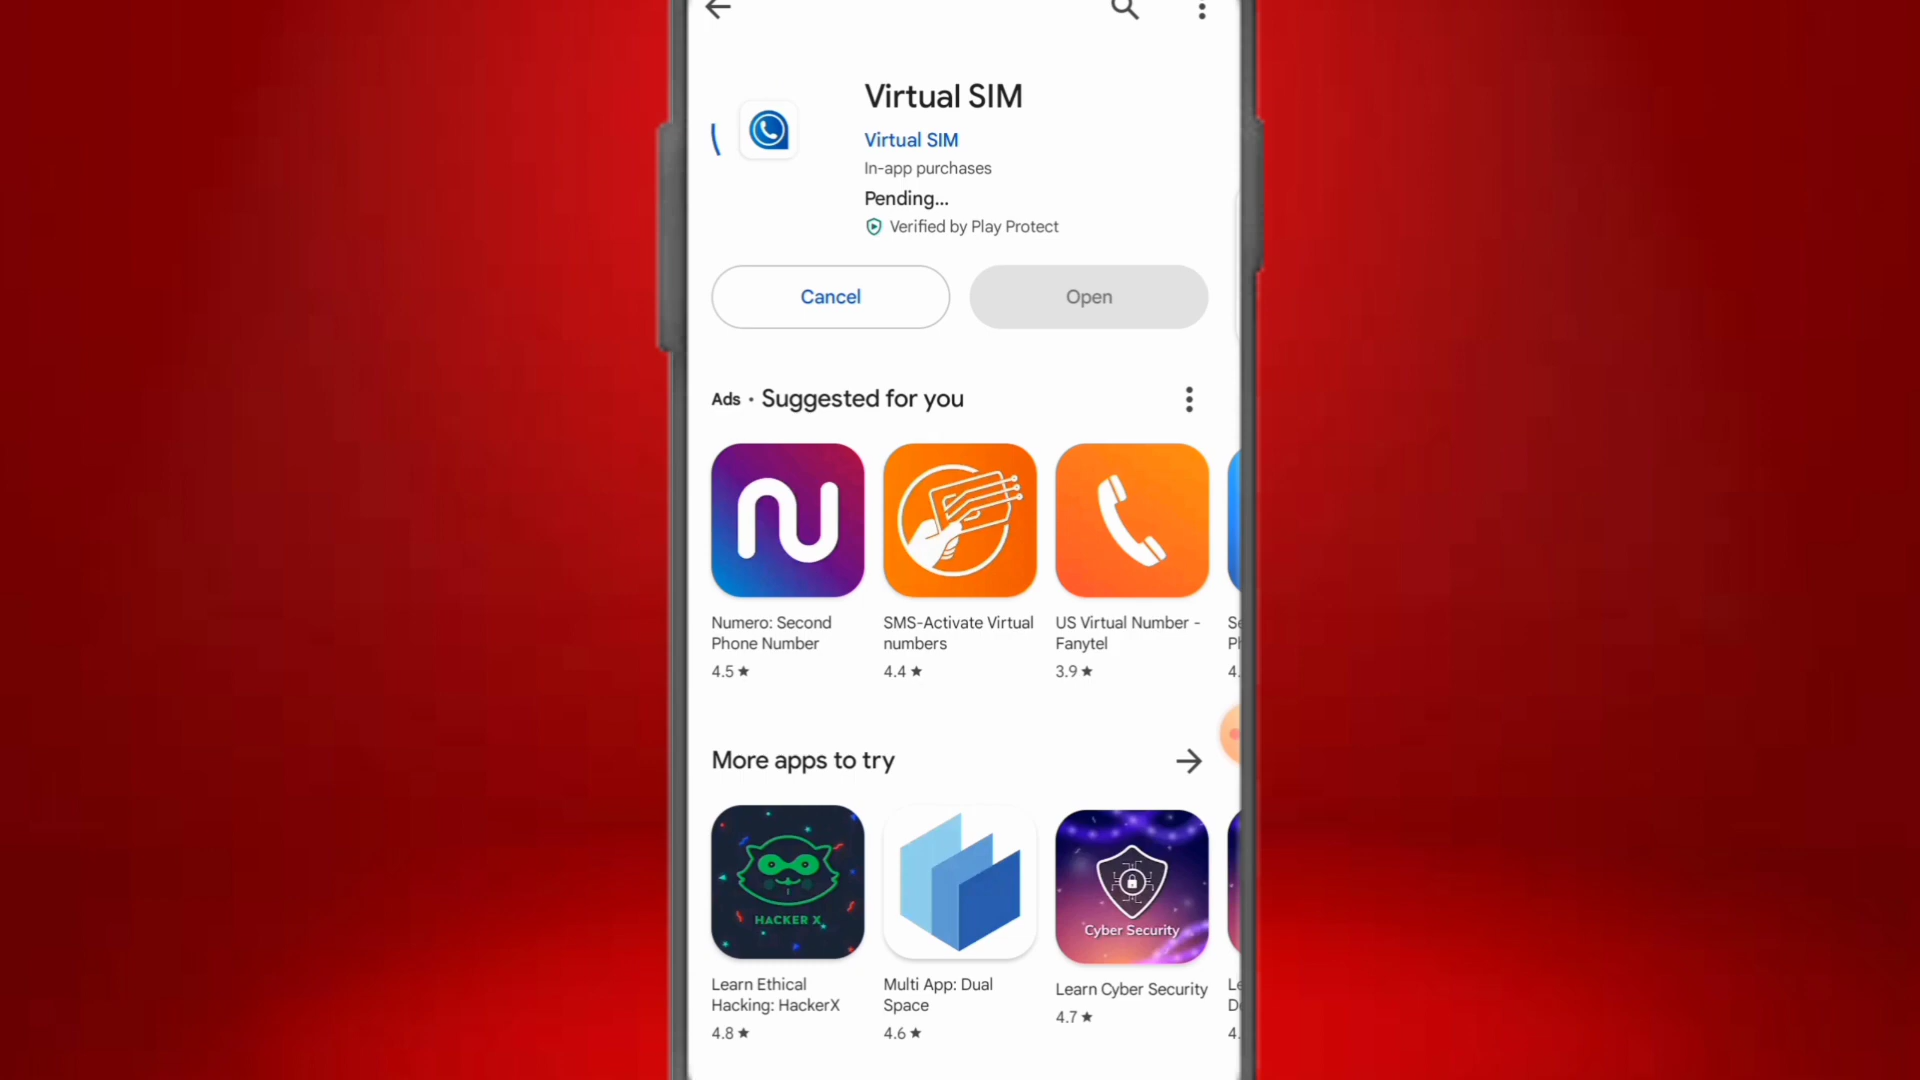 Virtual SIM
Virtual SIM
In-app purchases
Pending...
Verified by Play Protect
Cancel
Open
Ads • Suggested for you
Numero: Second
Phone Number
4.5 ★
SMS-Activate Virtual
numbers
4.4 ★
US Virtual Number -
Fanytel
3.9 ★
More apps to try
HACKER X
Cyber Security
Learn Ethical
Hacking: HackerX
4.8 ★
Multi App: Dual
Space
4.6 ★
Learn Cyber Security
4.7 ★